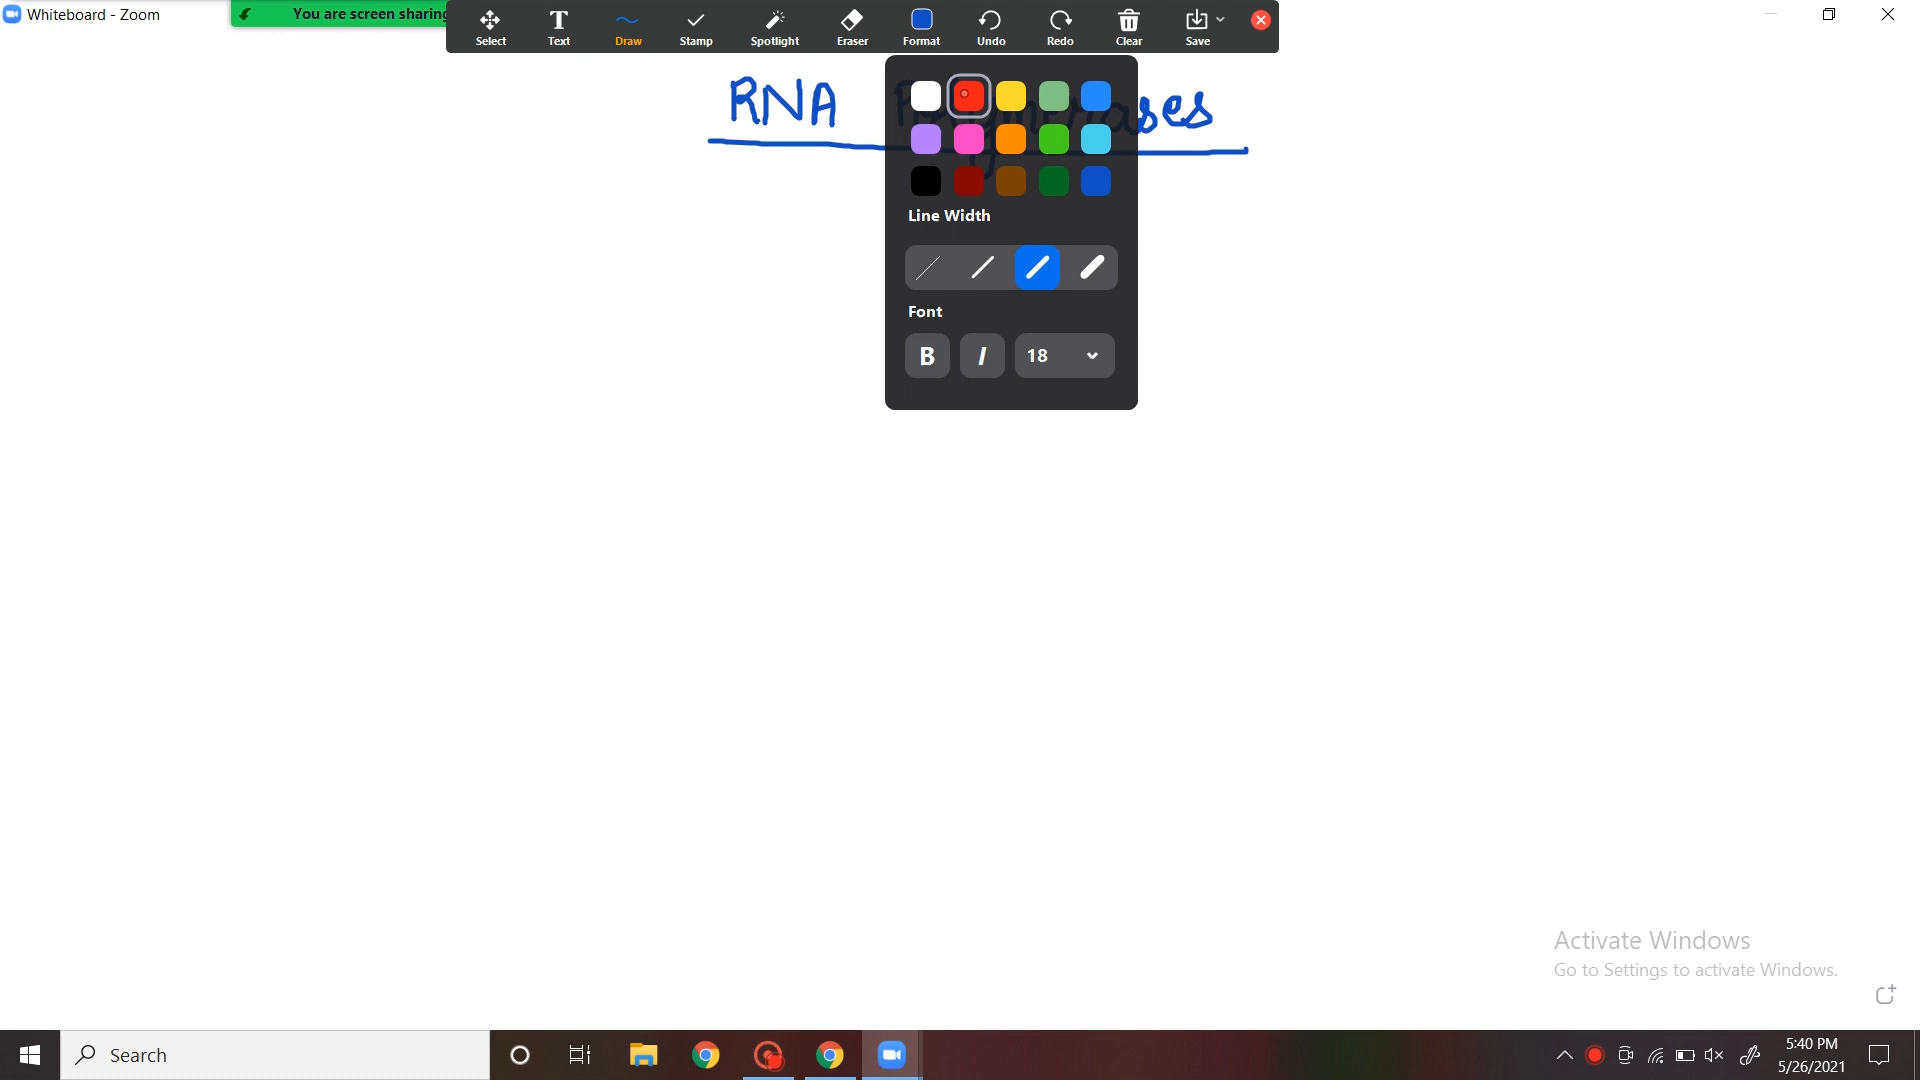 Whiteboard - Zoom
You are screen sharing
Select Text Draw Stamp Spotlight Eraser Format Undo Redo Clear Save
RNA Polymerases
Line Width
Font
B I 18
Activate Windows
Go to Settings to activate Windows.
Search
5:40 PM
5/26/2021